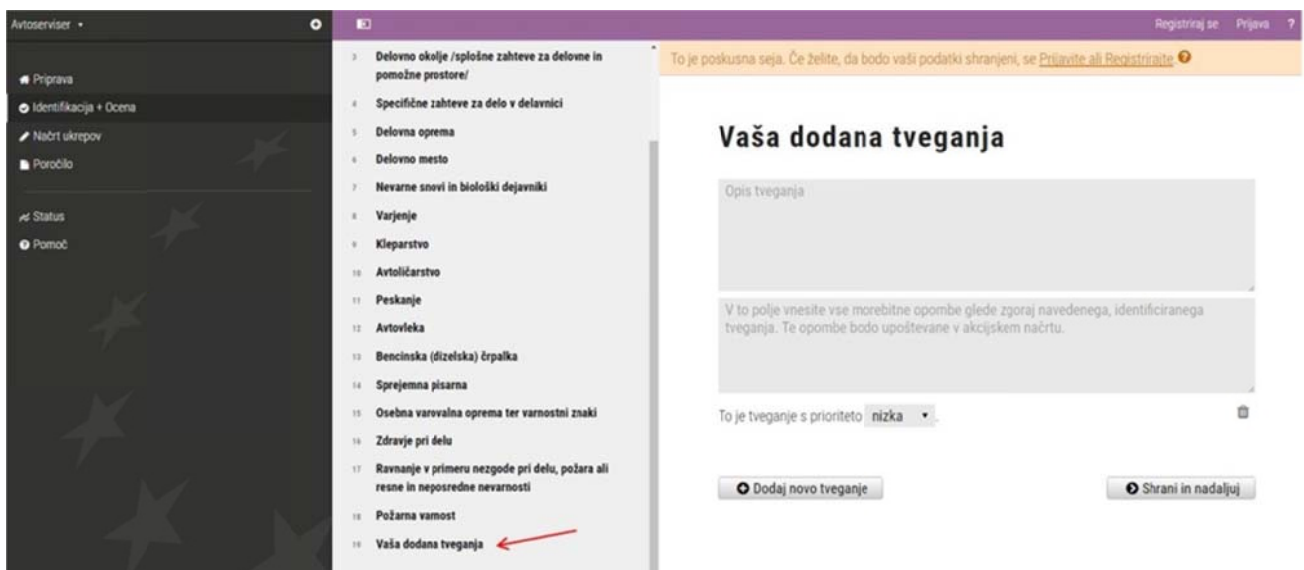 Avtoserviser
Priprava
Identifikacija + Ocena
Načrt ukrepov
Poročilo
Status
Pomoč
3 Delovno okolje /splošne zahteve za delovne in
pomožne prostore/
4 Specifične zahteve za delo v delavnici
5 Delovna oprema
6 Delovno mesto
7 Nevarne snovi in biološki dejavniki
8 Varjenje
9 Kleparstvo
10 Avtoličarstvo
11 Peskanje
12 Avtovleka
13 Bencinska (dizelska) črpalka
14 Sprejemna pisarna
15 Osebna varovalna oprema ter varnostni znaki
16 Zdravje pri delu
17 Ravnanje v primeru nezgode pri delu, požara ali
resne in neposredne nevarnosti
18 Požarna varnost
19 Vaša dodana tveganja
Registriraj se Prijava ?
To je poskusna seja. Če želite, da bodo vaši podatki shranjeni, se Prijavite ali Registrirajte.
Vaša dodana tveganja
Opis tveganja
V to polje vnesite vse morebitne opombe glede zgoraj navedenega, identificiranega
tveganja. Te opombe bodo upoštevane v akcijskem načrtu.
To je tveganje s prioriteto nizka .
Dodaj novo tveganje
Shrani in nadaljuj